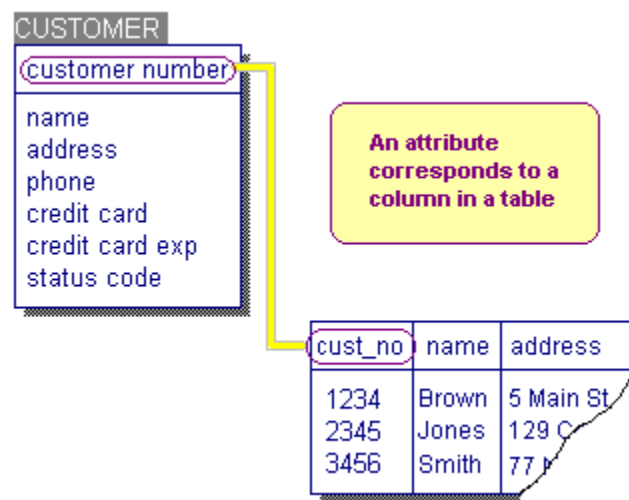 CUSTOMER
customer number
name
address
phone
credit card
credit card exp
status code
An attribute
corresponds to a
column in a table
cust_no name address
1234 Brown 5 Main St
2345 Jones 129
3456 Smith 77